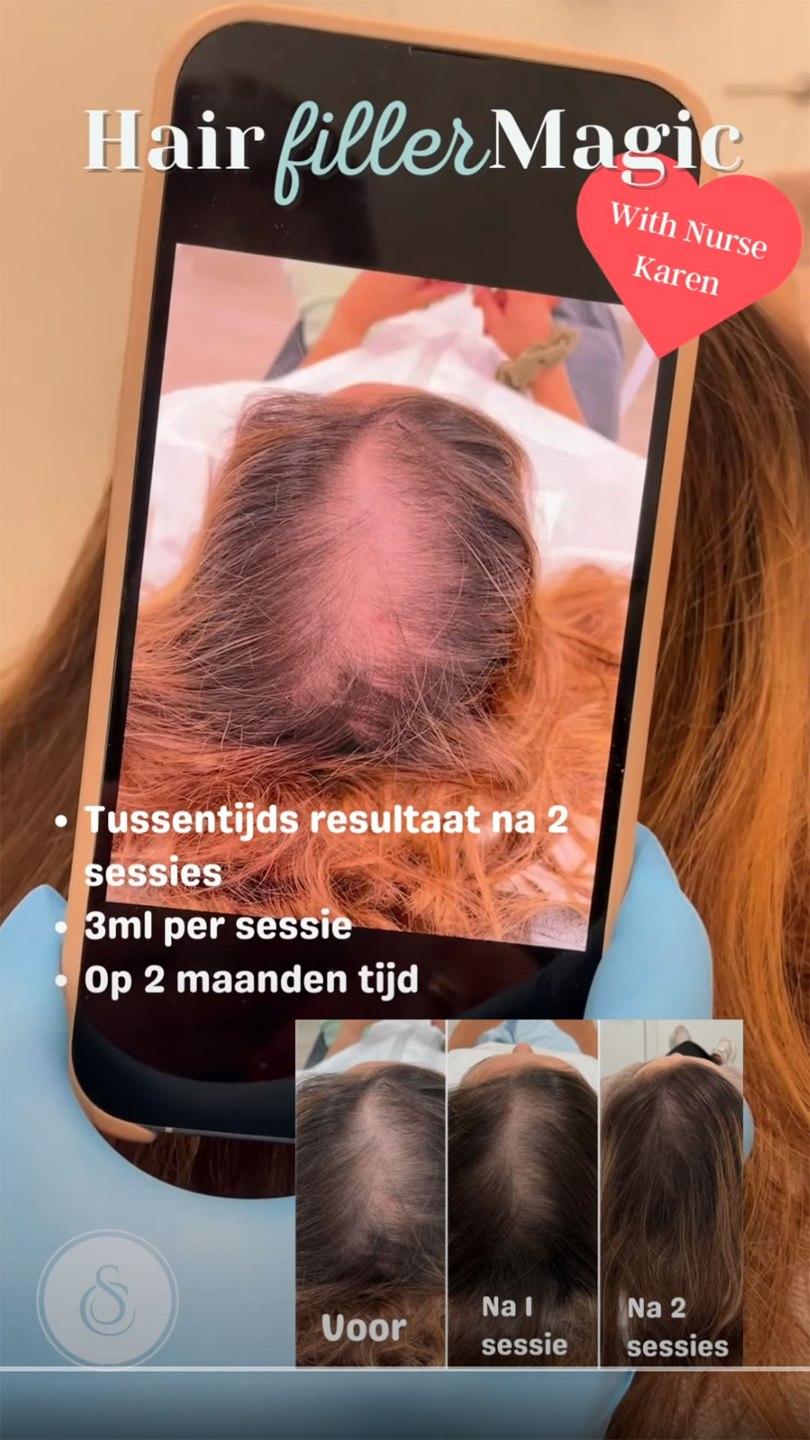 Hair filler Magic
With Nurse
Karen
• Tussentijds resultaat na 2
sessies
• 3ml per sessie
• Op 2 maanden tijd
Voor
Na 1
sessie
Na 2
sessies